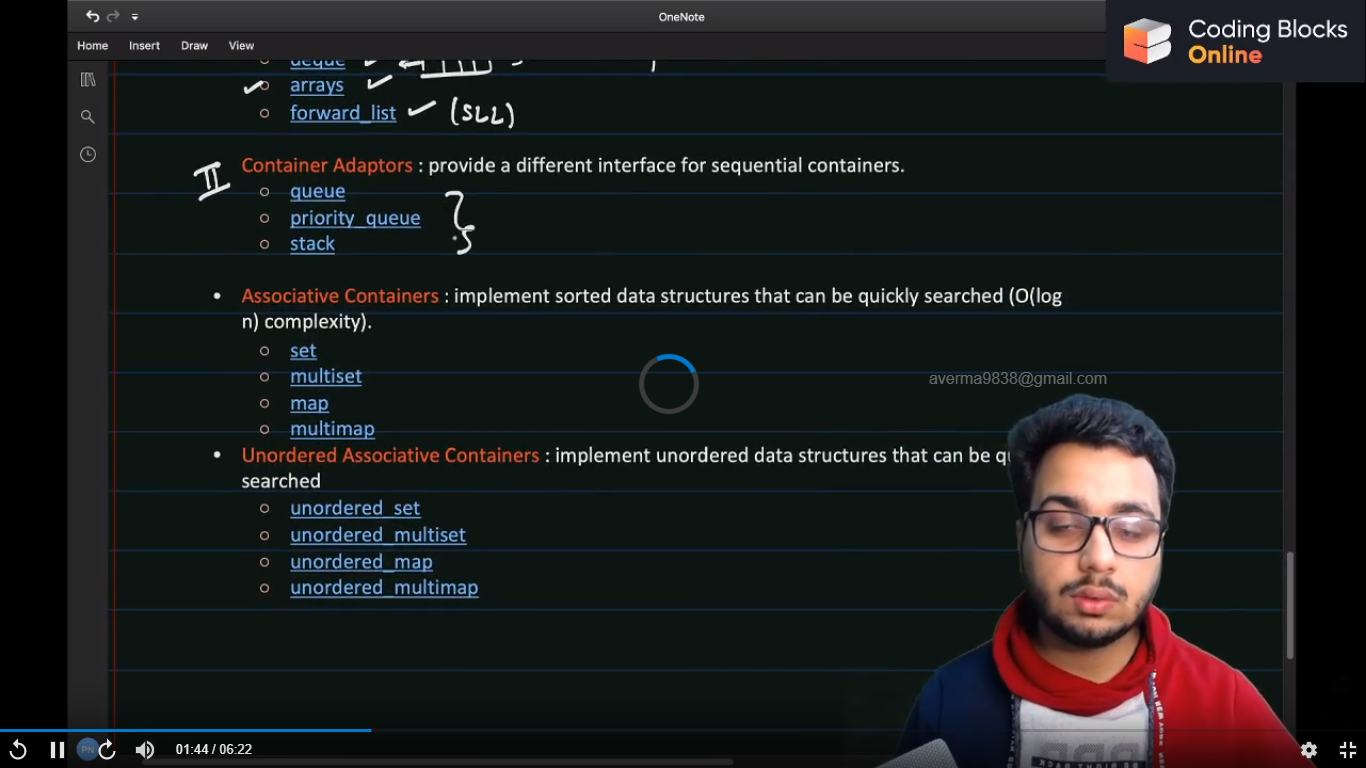 OneNote
Coding Blocks
Online
Home Insert Draw View
deque
arrays
forward_list (SLL)
II Container Adaptors : provide a different interface for sequential containers.
queue
priority_queue
stack
Associative Containers : implement sorted data structures that can be quickly searched (O(log
n) complexity).
set
averma9838@gmail.com
multiset
map
multimap
Unordered Associative Containers : implement unordered data structures that can be
searched
unordered_set
unordered_multiset
unordered_map
unordered_multimap
PN 01:44 / 06:22